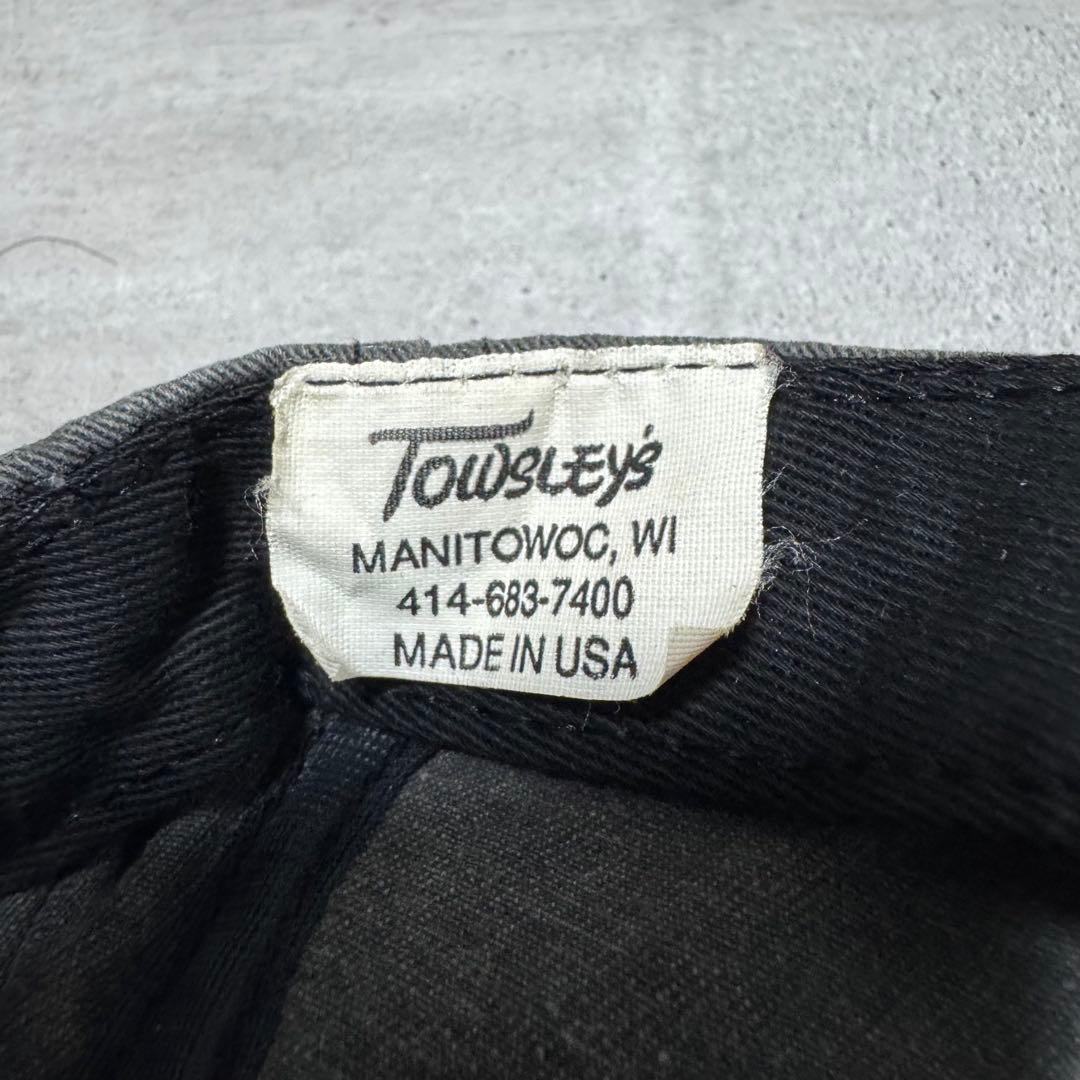 TOWSLEY's
MANITOWOC, WI
414-683-7400
MADE IN USA